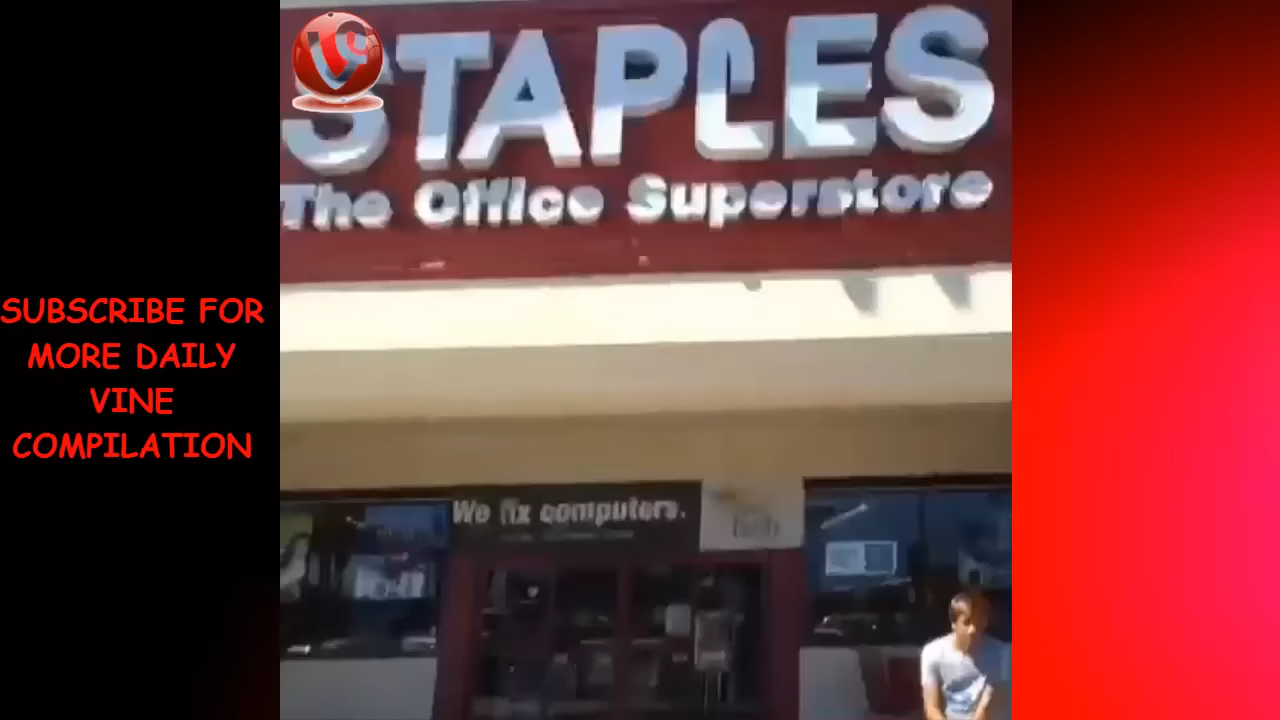 STAPLES
The Office Superstore
SUBSCRIBE FOR
MORE DAILY
VINE
COMPILATION
We fix computers.